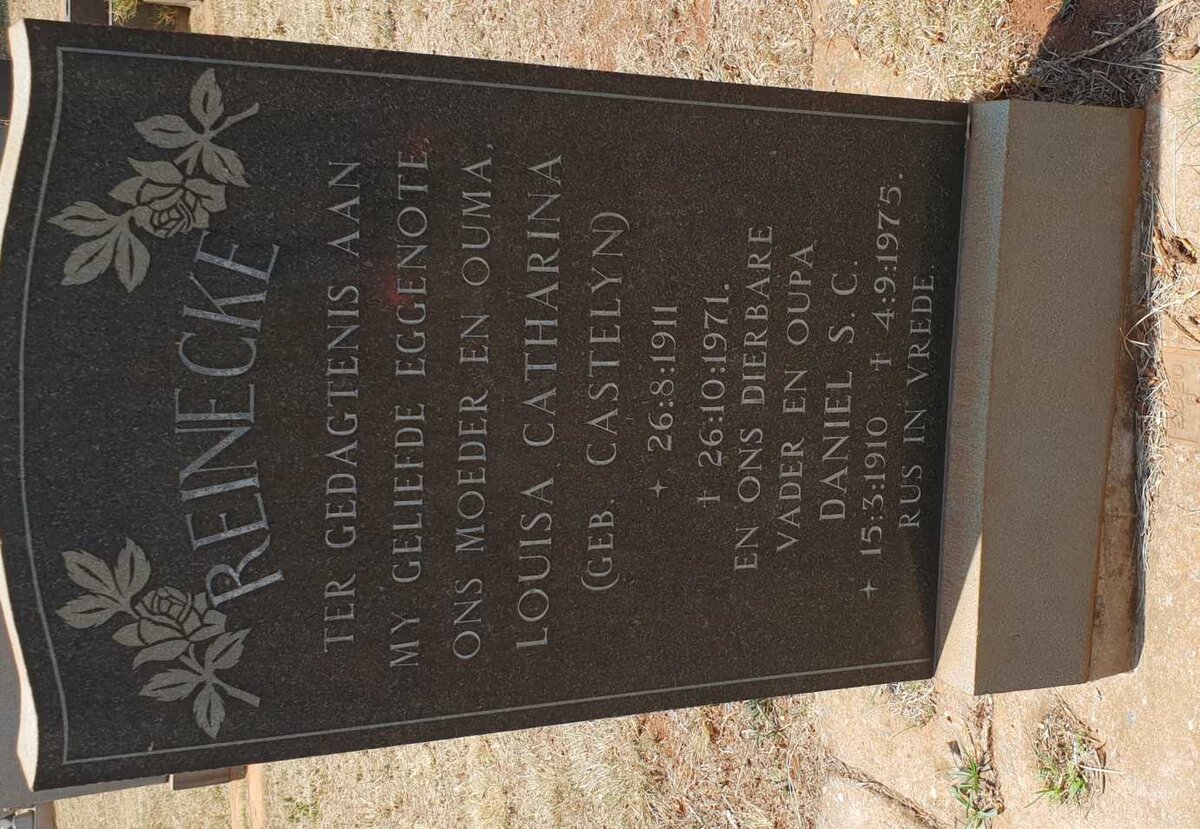 REINECKE
TER GEDAGTENIS AAN
MY GELIEFDE EGGENOTE,
ONS MOEDER EN OUMA,
LOUISA CATHARINA
(GEB. CASTELYN)
✦ 26:8:1911
† 26:10:1971.
EN ONS DIERBARE
VADER EN OUPA
DANIEL S. C.
✦ 15:3:1910 † 4:9:1975.
RUS IN VREDE.